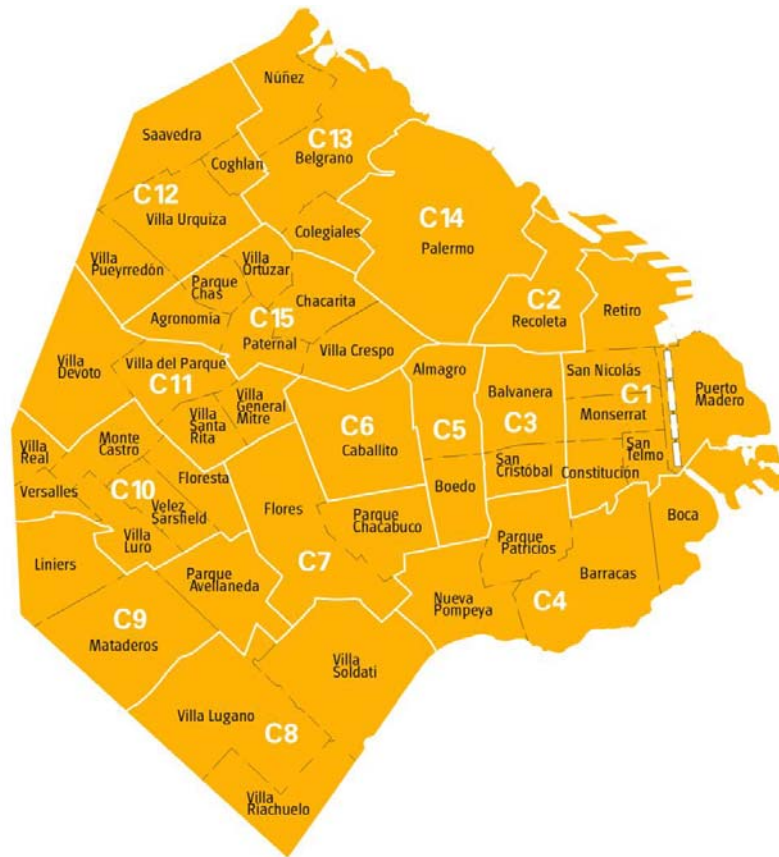 Núñez
Saavedra
C13
Belgrano
Coghlan
C12
Villa Urquiza
C14
Palermo
Colegiales
Villa
Pueyrredón
Villa
Ortuzar
Parque
Chas
Chacarita
C2
Recoleta
Retiro
Agronomía
C15
Paternal
Villa Crespo
Villa
Devoto
Villa del Parque
C11
Almagro
San Nicolás
C1
Puerto
Madero
Balvanera
Monserrat
Villa
General
Mitre
Villa
Santa
Rita
C6
Caballito
C5
C3
San
Telmo
Villa
Real
Monte
Castro
San
Cristóbal
Constitución
Floresta
Versalles
C10
Velez
Sarsfield
Boedo
Flores
Parque
Chacabuco
Boca
Villa
Luro
Parque
Patricios
Liniers
C7
Parque
Avellaneda
Barracas
Nueva
Pompeya
C4
C9
Mataderos
Villa
Soldati
Villa Lugano
C8
Villa
Riachuelo